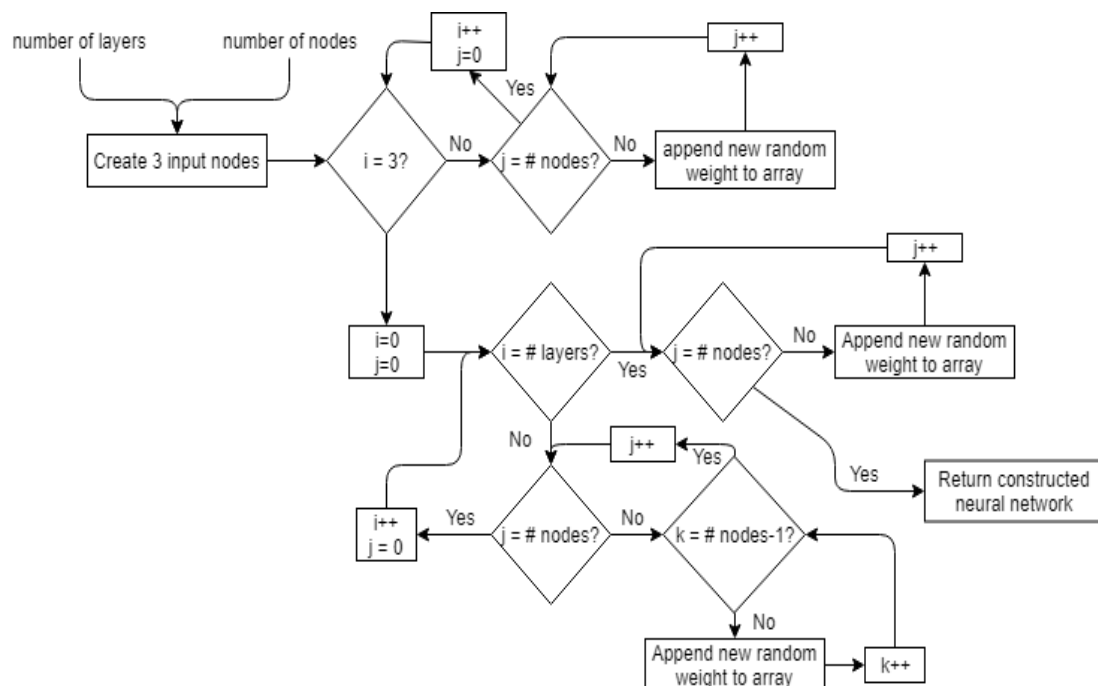 number of layers
number of nodes
i++
j=0
j++
Yes
Create 3 input nodes
i = 3?
No
j = # nodes?
No
append new random
weight to array
j++
i=0
j=0
i = # layers?
Yes
j = # nodes?
No
Append new random
weight to array
No
j++
Yes
i++
j = 0
Yes
j = # nodes?
No
k = # nodes-1?
Yes
Return constructed
neural network
No
Append new random
weight to array
k++